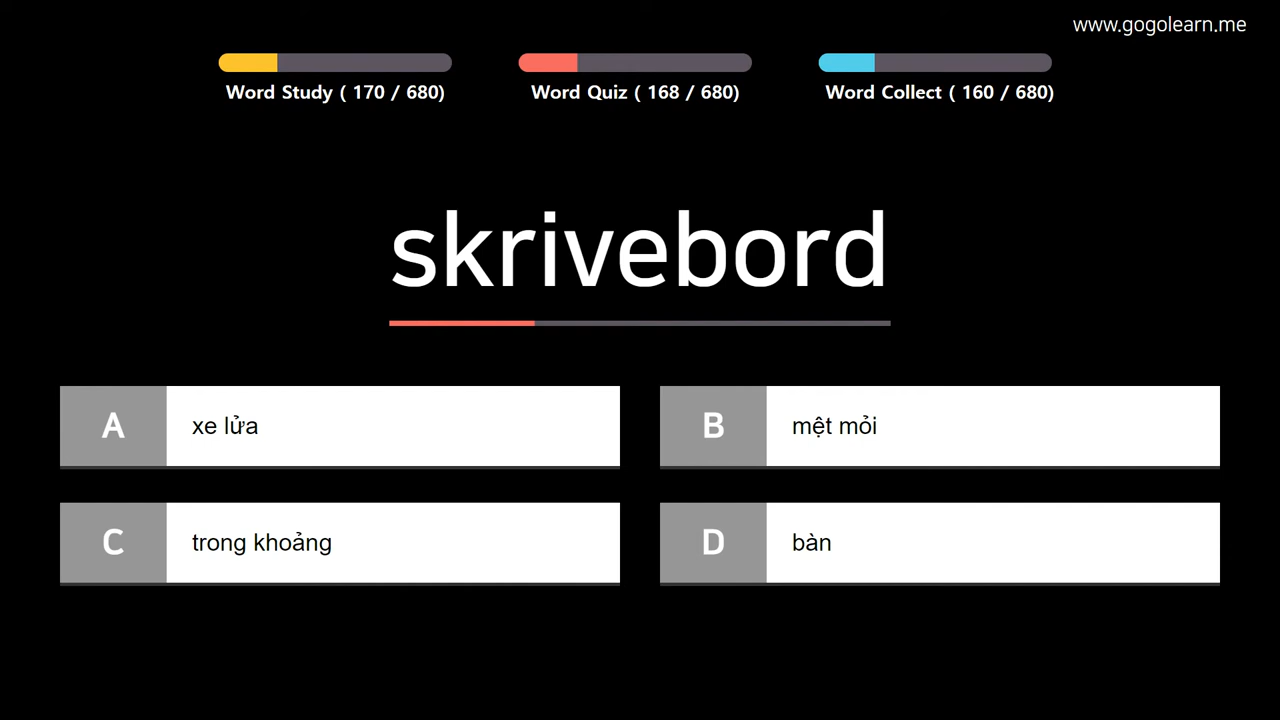 www.gogolearn.me
Word Study ( 170 / 680)
Word Quiz ( 168 / 680)
Word Collect ( 160 / 680)
skrivebord
A xe lửa
B mệt mỏi
C trong khoảng
D bàn